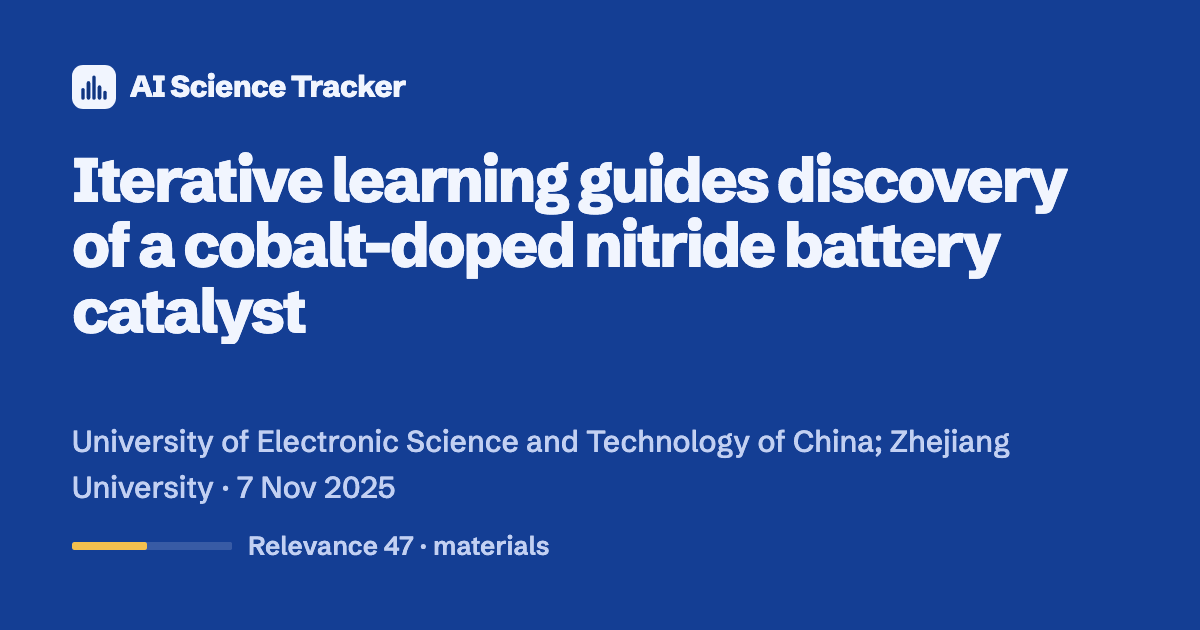 AI Science Tracker
Iterative learning guides discovery
of a cobalt-doped nitride battery
catalyst
University of Electronic Science and Technology of China; Zhejiang
University · 7 Nov 2025
Relevance 47 · materials